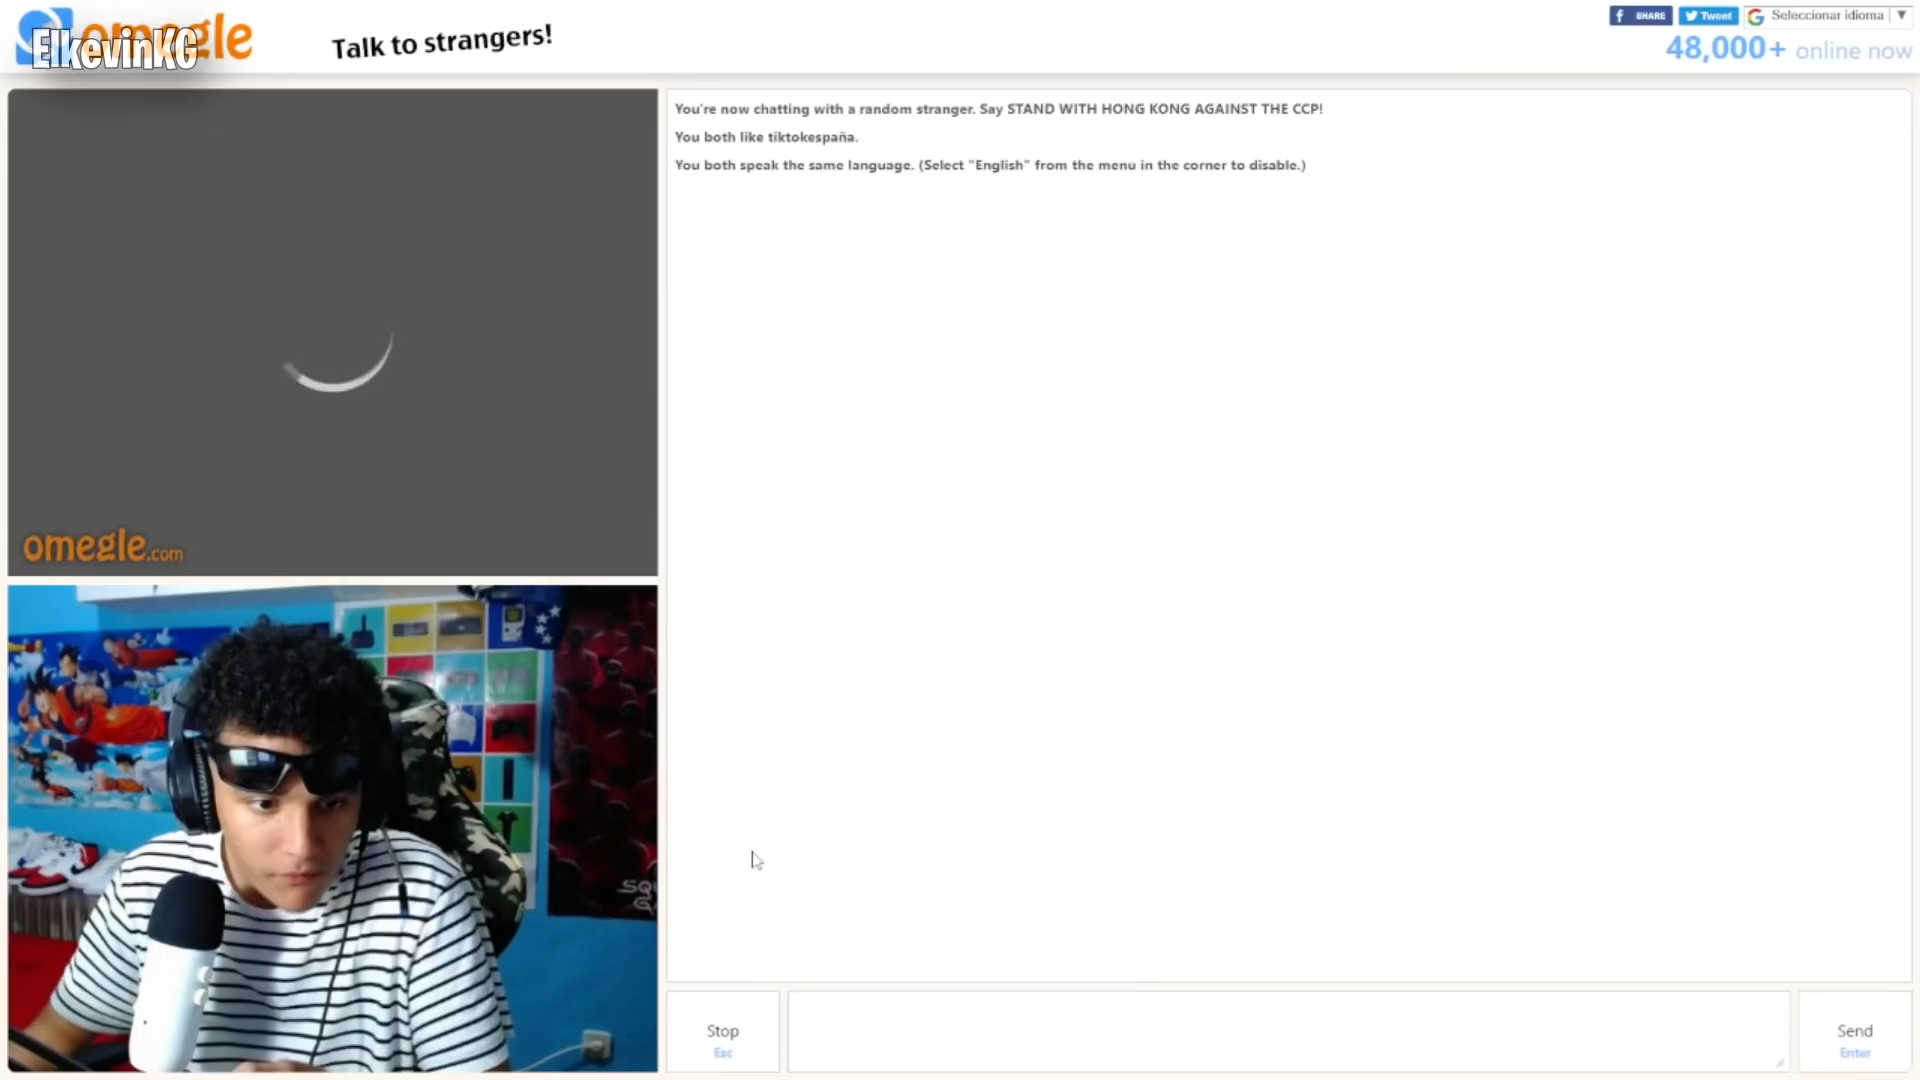 omegle
ElkevinKG
Talk to strangers!
SHARE
Tweet
Seleccionar idioma
48,000+ online now
You're now chatting with a random stranger. Say STAND WITH HONG KONG AGAINST THE CCP!
You both like tiktokespaña.
You both speak the same language. (Select "English" from the menu in the corner to disable.)
omegle.com
Stop
Esc
Send
Enter